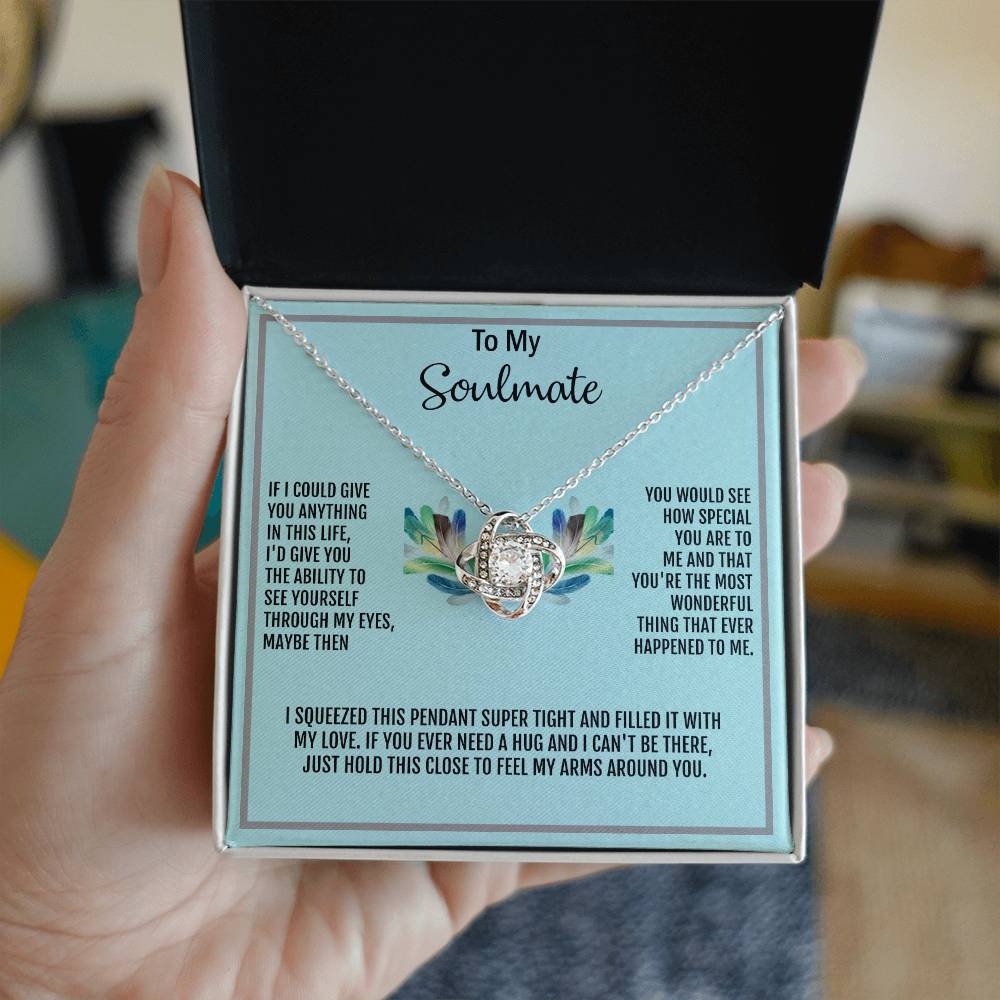 To My
Soulmate
IF I COULD GIVE
YOU ANYTHING
IN THIS LIFE,
I'D GIVE YOU
THE ABILITY TO
SEE YOURSELF
THROUGH MY EYES,
MAYBE THEN
YOU WOULD SEE
HOW SPECIAL
YOU ARE TO
ME AND THAT
YOU'RE THE MOST
WONDERFUL
THING THAT EVER
HAPPENED TO ME.
I SQUEEZED THIS PENDANT SUPER TIGHT AND FILLED IT WITH
MY LOVE. IF YOU EVER NEED A HUG AND I CAN'T BE THERE,
JUST HOLD THIS CLOSE TO FEEL MY ARMS AROUND YOU.